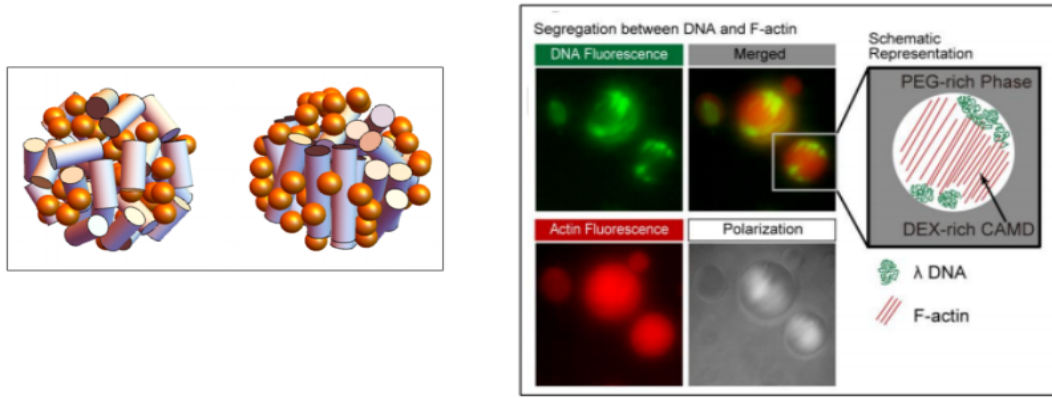 Segregation between DNA and F-actin
DNA Fluorescence
Merged
Schematic
Representation
PEG-rich Phase
DEX-rich CAMD
Actin Fluorescence
Polarization
λ DNA
F-actin